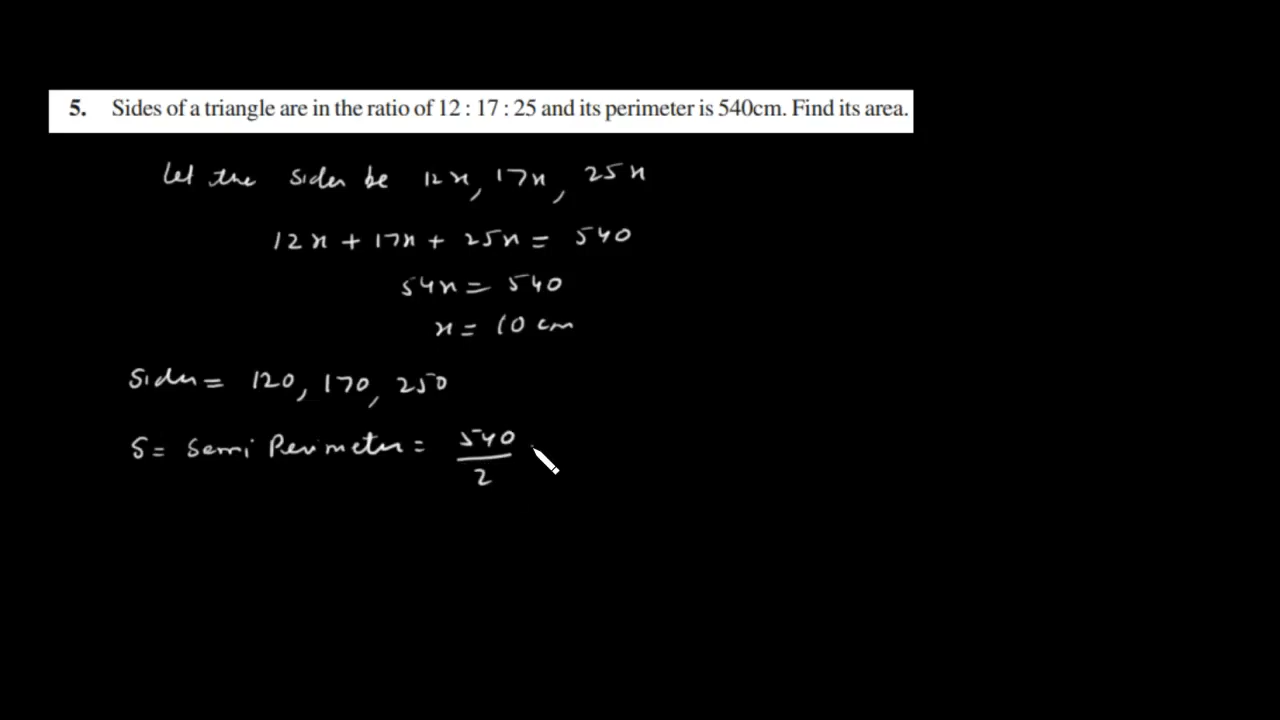 5. Sides of a triangle are in the ratio of 12 : 17 : 25 and its perimeter is 540cm. Find its area.
Let the sides be 12x, 17x, 25x
12x + 17x + 25x = 540
54x = 540
x = 10 cm
Sides = 120, 170, 250
S = Semi Perimeter = 540/2